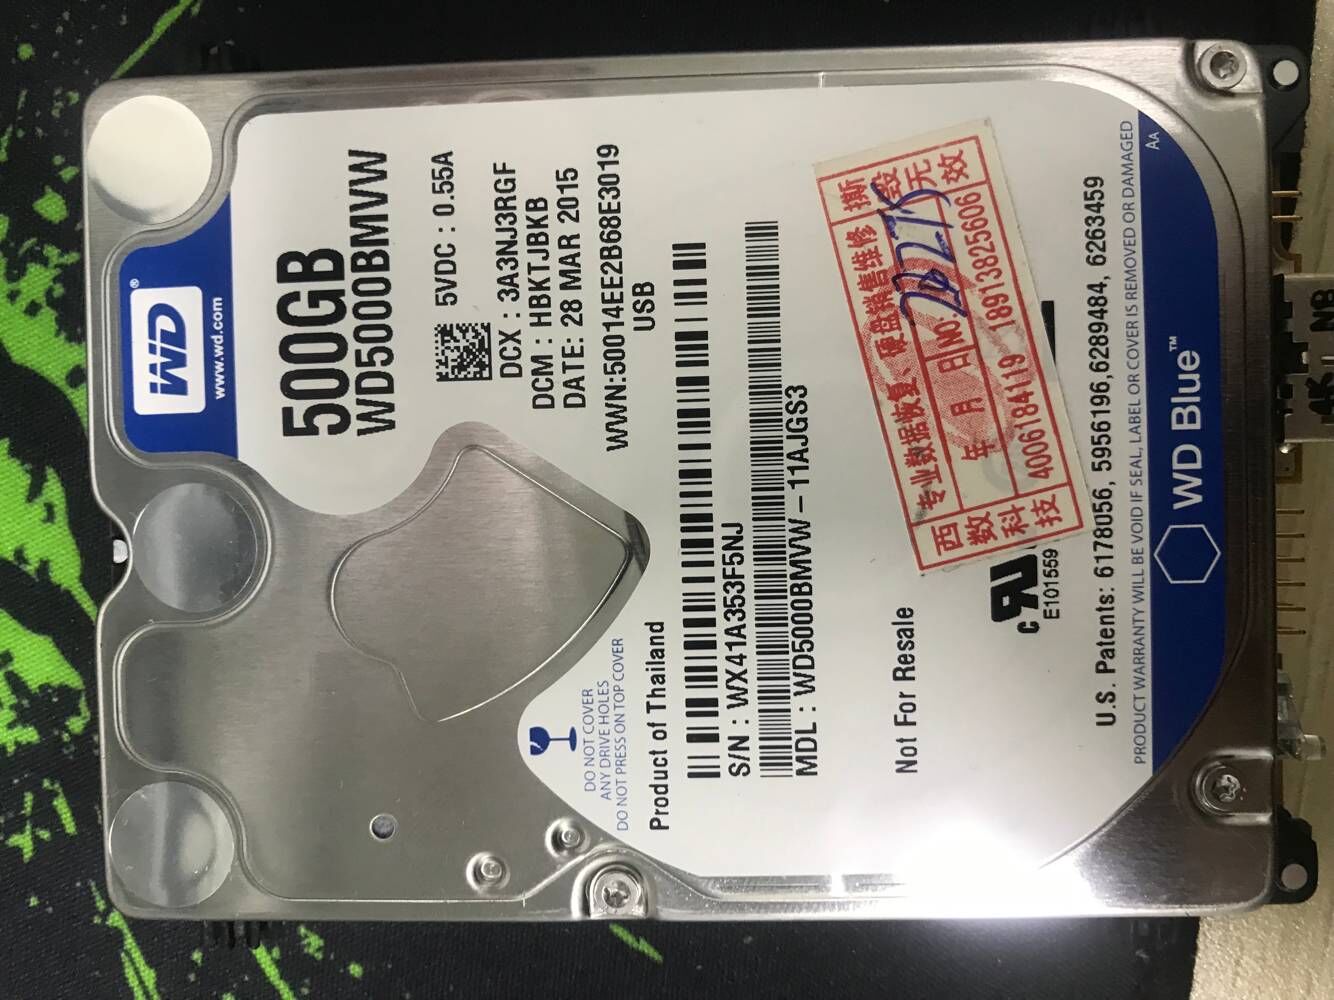 WD®
www.wd.com
500GB
WD5000BMVW
5VDC : 0.55A
DCX : 3A3NJ3RGF
DCM : HBKTJBKB
DATE: 28 MAR 2015
WWN:50014EE2B68E3019
USB
DO NOT COVER
ANY DRIVE HOLES
DO NOT PRESS ON TOP COVER
Product of Thailand
S/N : WX41A353F5NJ
MDL : WD5000BMVW – 11AJGS3
Not For Resale
西数科技
专业数据恢复、硬盘销售维修
年 月 日 NO:
4006184119 18913825606
撕毁无效
E101559
U.S. Patents: 6178056, 5956196,6289484, 6263459
PRODUCT WARRANTY WILL BE VOID IF SEAL, LABEL OR COVER IS REMOVED OR DAMAGED
AA
WD Blue™